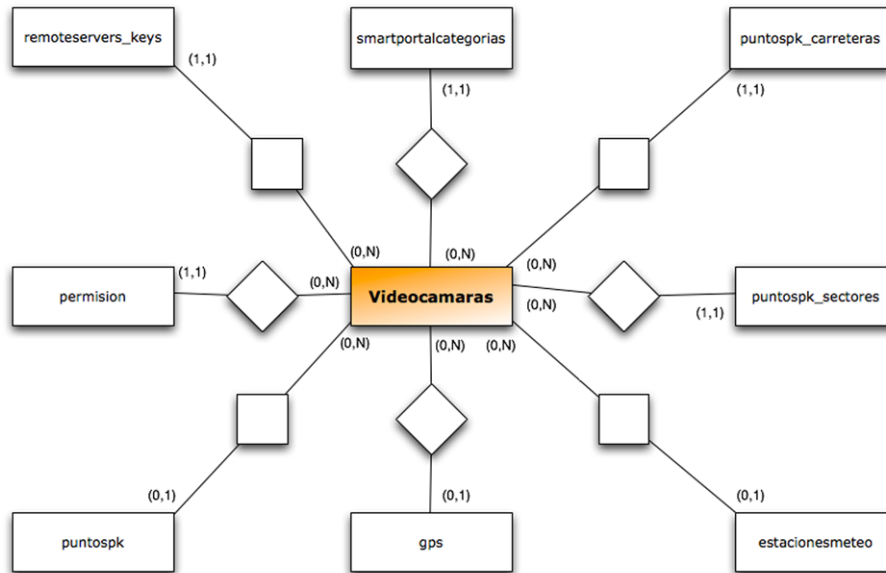 remoteservers_keys
smartportalcategorias
puntospk_carreteras
(1,1)
(1,1)
(1,1)
(0,N)
(0,N)
(0,N)
(1,1)
(0,N)
permision
Videocamaras
puntospk_sectores
(0,N)
(1,1)
(0,N)
(0,N)
(0,N)
(0,1)
(0,1)
(0,1)
puntospk
gps
estacionesmeteo